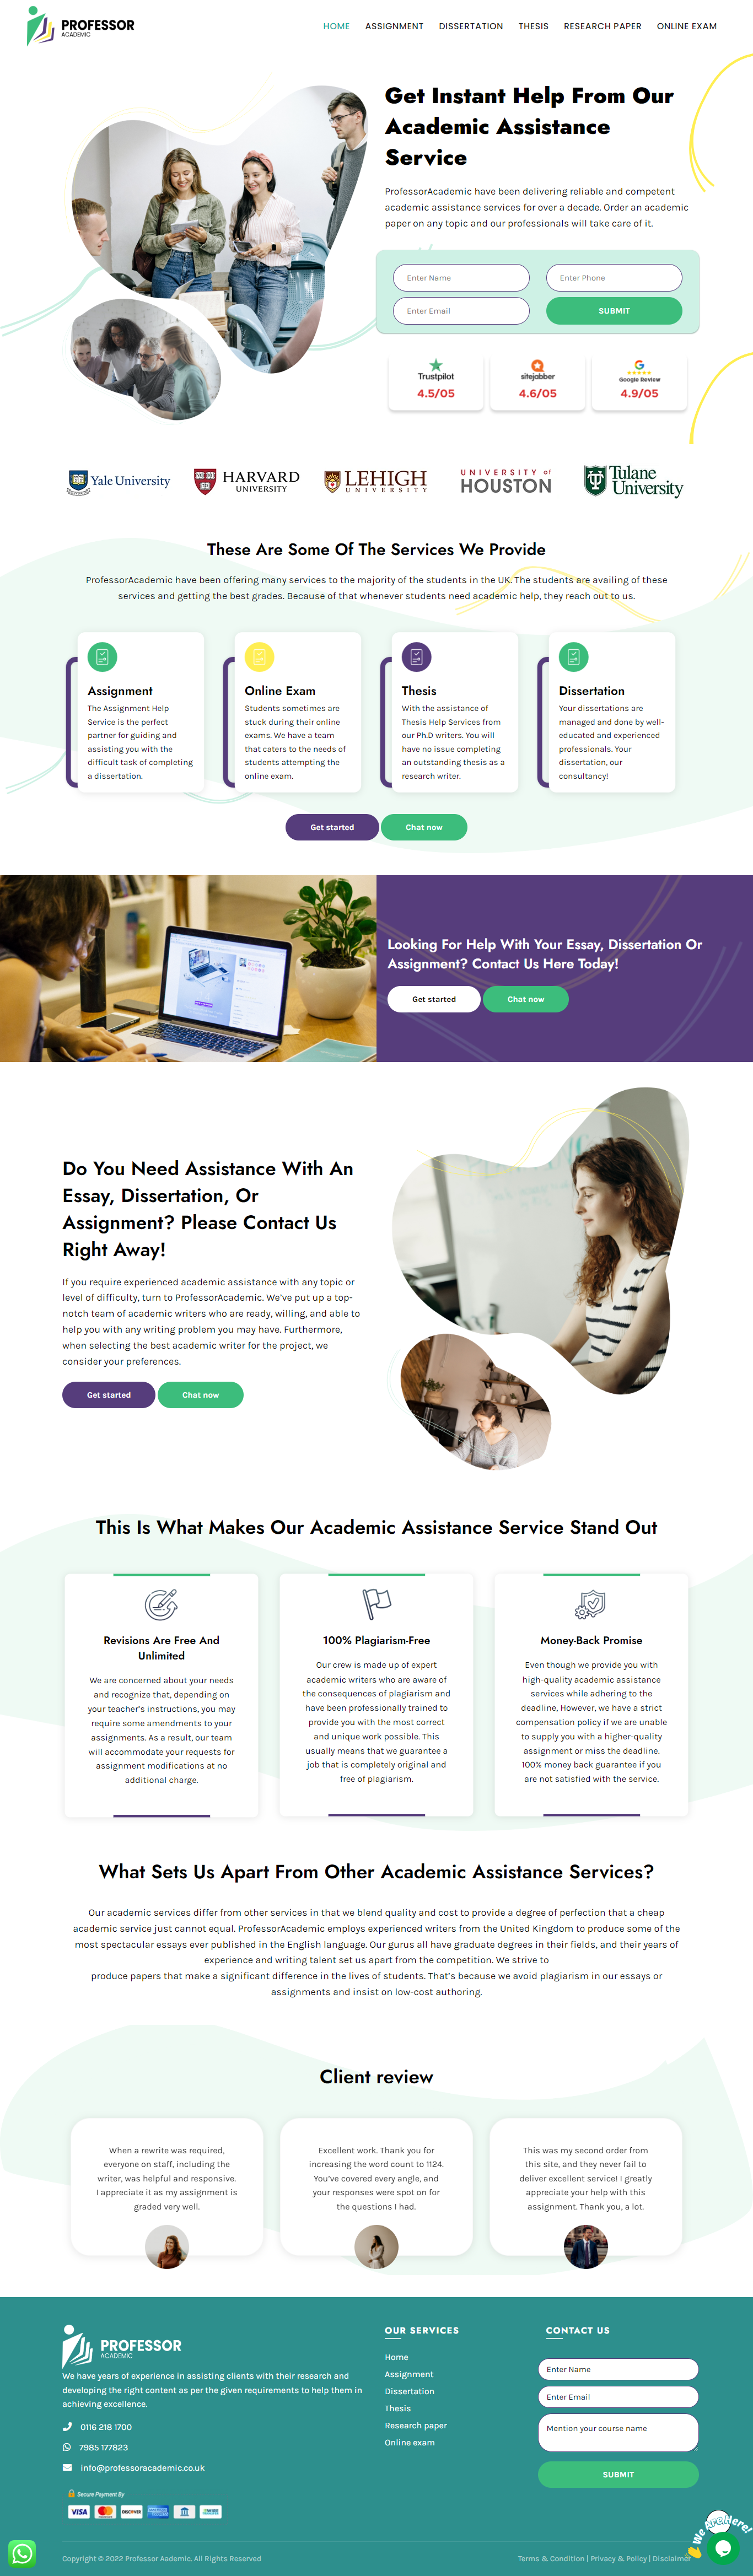 PROFESSOR
ACADEMIC
HOME ASSIGNMENT DISSERTATION THESIS RESEARCH PAPER ONLINE EXAM
Get Instant Help From Our
Academic Assistance
Service
ProfessorAcademic have been delivering reliable and competent
academic assistance services for over a decade. Order an academic
paper on any topic and our professionals will take care of it.
Enter Name
Enter Phone
Enter Email
SUBMIT
Trustpilot
4.5/05
sitejabber
4.6/05
Google Review
4.9/05
Yale University
HARVARD
UNIVERSITY
LEHIGH
UNIVERSITY
UNIVERSITY of
HOUSTON
Tulane
University
These Are Some Of The Services We Provide
ProfessorAcademic have been offering many services to the majority of the students in the UK. The students are availing of these
services and getting the best grades. Because of that whenever students need academic help, they reach out to us.
Assignment
The Assignment Help
Service is the perfect
partner for guiding and
assisting you with the
difficult task of completing
a dissertation.
Online Exam
Students sometimes are
stuck during their online
exams. We have a team
that caters to the needs of
students attempting the
online exam.
Thesis
With the assistance of
Thesis Help Services from
our Ph.D writers. You will
have no issue completing
an outstanding thesis as a
research writer.
Dissertation
Your dissertations are
managed and done by well-
educated and experienced
professionals. Your
dissertation, our
consultancy!
Get started
Chat now
Looking For Help With Your Essay, Dissertation Or
Assignment? Contact Us Here Today!
Get started
Chat now
Do You Need Assistance With An
Essay, Dissertation, Or
Assignment? Please Contact Us
Right Away!
If you require experienced academic assistance with any topic or
level of difficulty, turn to ProfessorAcademic. We've put up a top-
notch team of academic writers who are ready, willing, and able to
help you with any writing problem you may have. Furthermore,
when selecting the best academic writer for the project, we
consider your preferences.
Get started
Chat now
This Is What Makes Our Academic Assistance Service Stand Out
Revisions Are Free And
Unlimited
We are concerned about your needs
and recognize that, depending on
your teacher's instructions, you may
require some amendments to your
assignments. As a result, our team
will accommodate your requests for
assignment modifications at no
additional charge.
100% Plagiarism-Free
Our crew is made up of expert
academic writers who are aware of
the consequences of plagiarism and
have been professionally trained to
provide you with the most correct
and unique work possible. This
usually means that we guarantee a
job that is completely original and
free of plagiarism.
Money-Back Promise
Even though we provide you with
high-quality academic assistance
services while adhering to the
deadline, However, we have a strict
compensation policy if we are unable
to supply you with a higher-quality
assignment or miss the deadline.
100% money back guarantee if you
are not satisfied with the service.
What Sets Us Apart From Other Academic Assistance Services?
Our academic services differ from other services in that we blend quality and cost to provide a degree of perfection that a cheap
academic service just cannot equal. ProfessorAcademic employs experienced writers from the United Kingdom to produce some of the
most spectacular essays ever published in the English language. Our gurus all have graduate degrees in their fields, and their years of
experience and writing talent set us apart from the competition. We strive to
produce papers that make a significant difference in the lives of students. That's because we avoid plagiarism in our essays or
assignments and insist on low-cost authoring.
Client review
When a rewrite was required,
everyone on staff, including the
writer, was helpful and responsive.
I appreciate it as my assignment is
graded very well.
Excellent work. Thank you for
increasing the word count to 1124.
You've covered every angle, and
your responses were spot on for
the questions I had.
This was my second order from
this site, and they never fail to
deliver excellent service! I greatly
appreciate your help with this
assignment. Thank you, a lot.
PROFESSOR
ACADEMIC
We have years of experience in assisting clients with their research and
developing the right content as per the given requirements to help them in
achieving excellence.
0116 218 1700
7985 177823
info@professoracademic.co.uk
Secure Payment By
VISA
DISCOVER
OUR SERVICES
Home
Assignment
Dissertation
Thesis
Research paper
Online exam
CONTACT US
Enter Name
Enter Email
Mention your course name
SUBMIT
We Are Here!
Copyright © 2022 Professor Aademic. All Rights Reserved
Terms & Condition | Privacy & Policy | Disclaimer